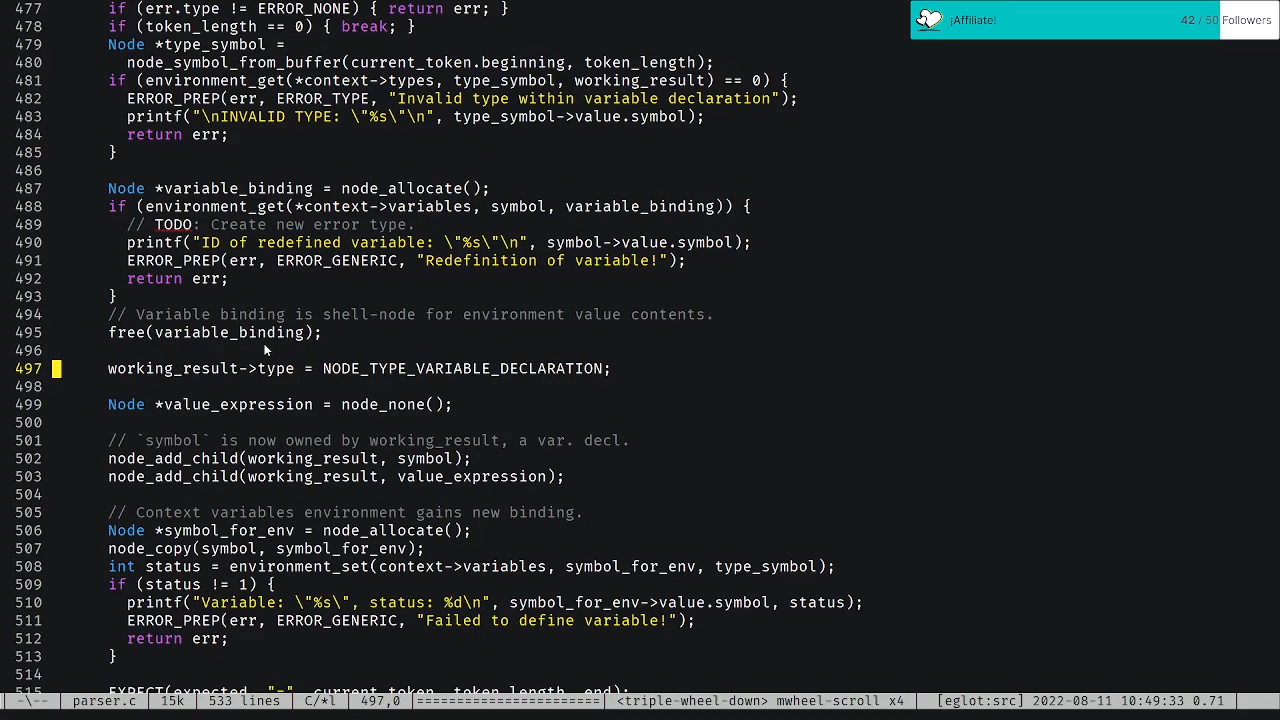 477     if (err.type != ERROR_NONE) { return err; }
¡Affiliate! 42 / 50 Followers
478     if (token_length == 0) { break; }
479     Node *type_symbol =
480       node_symbol_from_buffer(current_token.beginning, token_length);
481     if (environment_get(*context->types, type_symbol, working_result) == 0) {
482       ERROR_PREP(err, ERROR_TYPE, "Invalid type within variable declaration");
483       printf("\nINVALID TYPE: \"%s\"\n", type_symbol->value.symbol);
484       return err;
485     }
486
487     Node *variable_binding = node_allocate();
488     if (environment_get(*context->variables, symbol, variable_binding)) {
489       // TODO: Create new error type.
490       printf("ID of redefined variable: \"%s\"\n", symbol->value.symbol);
491       ERROR_PREP(err, ERROR_GENERIC, "Redefinition of variable!");
492       return err;
493     }
494     // Variable binding is shell-node for environment value contents.
495     free(variable_binding);
496
497     working_result->type = NODE_TYPE_VARIABLE_DECLARATION;
498
499     Node *value_expression = node_none();
500
501     // `symbol` is now owned by working_result, a var. decl.
502     node_add_child(working_result, symbol);
503     node_add_child(working_result, value_expression);
504
505     // Context variables environment gains new binding.
506     Node *symbol_for_env = node_allocate();
507     node_copy(symbol, symbol_for_env);
508     int status = environment_set(context->variables, symbol_for_env, type_symbol);
509     if (status != 1) {
510       printf("Variable: \"%s\", status: %d\n", symbol_for_env->value.symbol, status);
511       ERROR_PREP(err, ERROR_GENERIC, "Failed to define variable!");
512       return err;
513     }
514
515     EXPECT(expected, "=", current_token, token_length, end);
-\-- parser.c 15k 533 lines C/*l 497,0 ==================== <triple-wheel-down> mwheel-scroll x4 [eglot:src] 2022-08-11 10:49:33 0.71